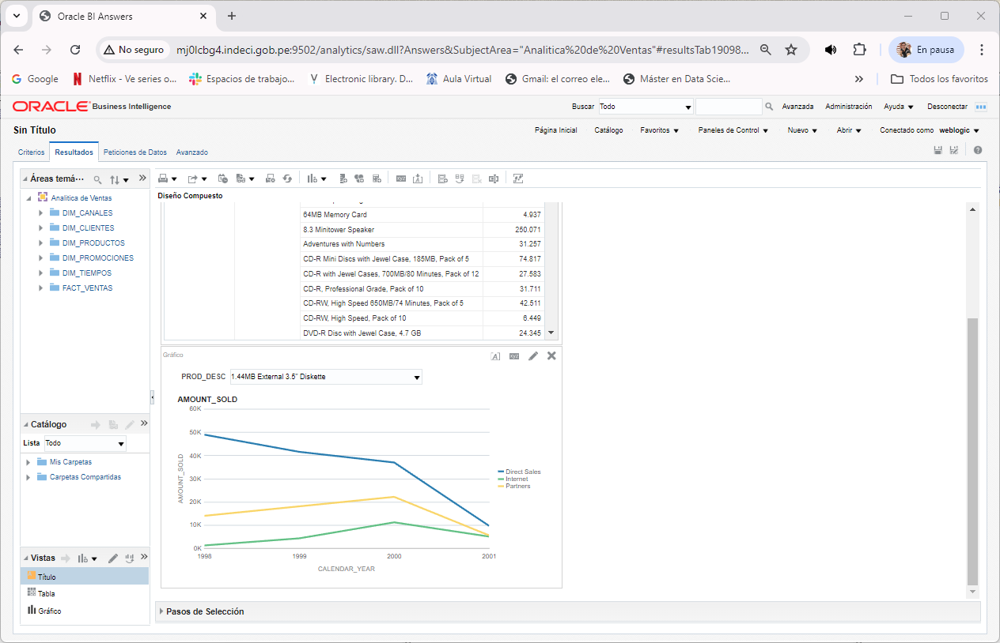 Oracle BI Answers
No seguro
mj0lcbg4.indeci.gob.pe:9502/analytics/saw.dll?Answers&SubjectArea="Analitica%20de%20Ventas"#resultsTab19098...
En pausa
Google
Netflix - Ve series o...
Espacios de trabajo...
Electronic library. D...
Aula Virtual
Gmail: el correo ele...
Máster en Data Scie...
Todos los favoritos
ORACLE Business Intelligence
Buscar Todo
Avanzada Administración Ayuda Desconectar
Sin Título
Página Inicial Catálogo Favoritos Paneles de Control Nuevo Abrir Conectado como weblogic
Criterios Resultados Peticiones de Datos Avanzado
Áreas temá···
Analitica de Ventas
DIM_CANALES
DIM_CLIENTES
DIM_PRODUCTOS
DIM_PROMOCIONES
DIM_TIEMPOS
FACT_VENTAS
Catálogo
Lista Todo
Mis Carpetas
Carpetas Compartidas
Vistas
Título
Tabla
Gráfico
Diseño Compuesto
64MB Memory Card 4.937
8.3 Minitower Speaker 250.071
Adventures with Numbers 31.257
CD-R Mini Discs with Jewel Case, 185MB, Pack of 5 74.817
CD-R with Jewel Cases, 700MB/80 Minutes, Pack of 12 27.583
CD-R, Professional Grade, Pack of 10 31.711
CD-RW, High Speed 650MB/74 Minutes, Pack of 5 42.511
CD-RW, High Speed, Pack of 10 6.449
DVD-R Disc with Jewel Case, 4.7 GB 24.345
Gráfico
PROD_DESC 1.44MB External 3.5" Diskette
AMOUNT_SOLD
60K
50K
40K
30K
20K
10K
0K
AMOUNT_SOLD
1998 1999 2000 2001
CALENDAR_YEAR
Direct Sales
Internet
Partners
Pasos de Selección